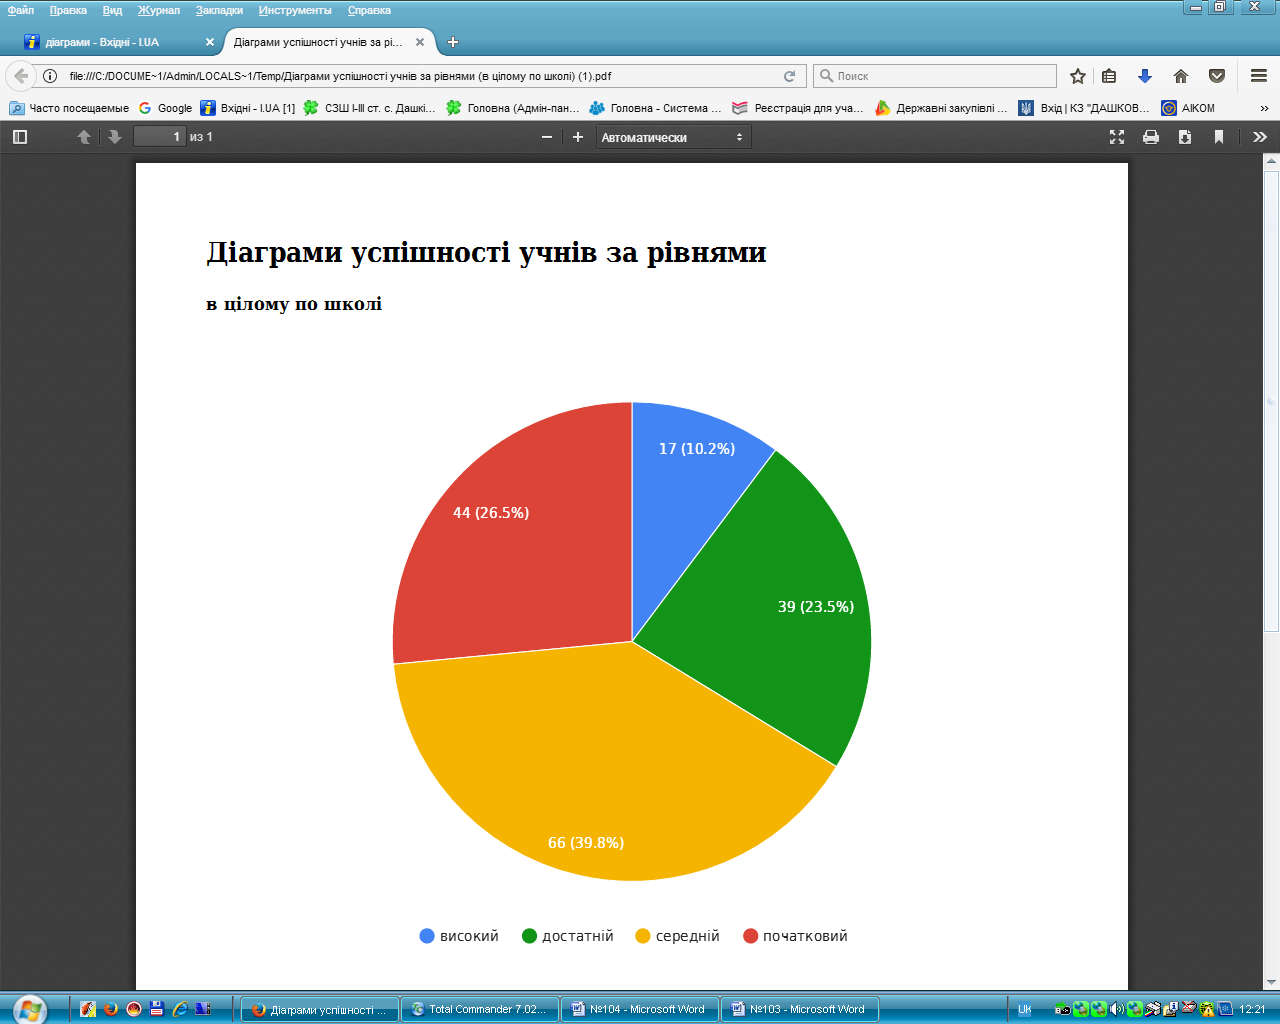 Файл Правка Вид Журнал Закладки Инструменты Справка
діаграми - Вхідні - I.UA
Діаграми успішності учнів за рі...
file:///C:/DOCUME~1/Admin/LOCALS~1/Temp/Діаграми успішності учнів за рівнями (в цілому по школі) (1).pdf
Поиск
Часто посещаемые Google Вхідні - I.UA [1] СЗШ І-ІІІ ст. с. Дашкі... Головна (Адмін-пан... Головна - Система ... Реєстрація для уча... Державні закупівлі ... Вхід | КЗ "ДАШКОВ... АІКОМ »
1 из 1 Автоматически
Діаграми успішності учнів за рівнями
в цілому по школі
17 (10.2%)
44 (26.5%)
39 (23.5%)
66 (39.8%)
високий достатній середній початковий
Діаграми успішності ... Total Commander 7.02... №104 - Microsoft Word №103 - Microsoft Word Uk 12:21